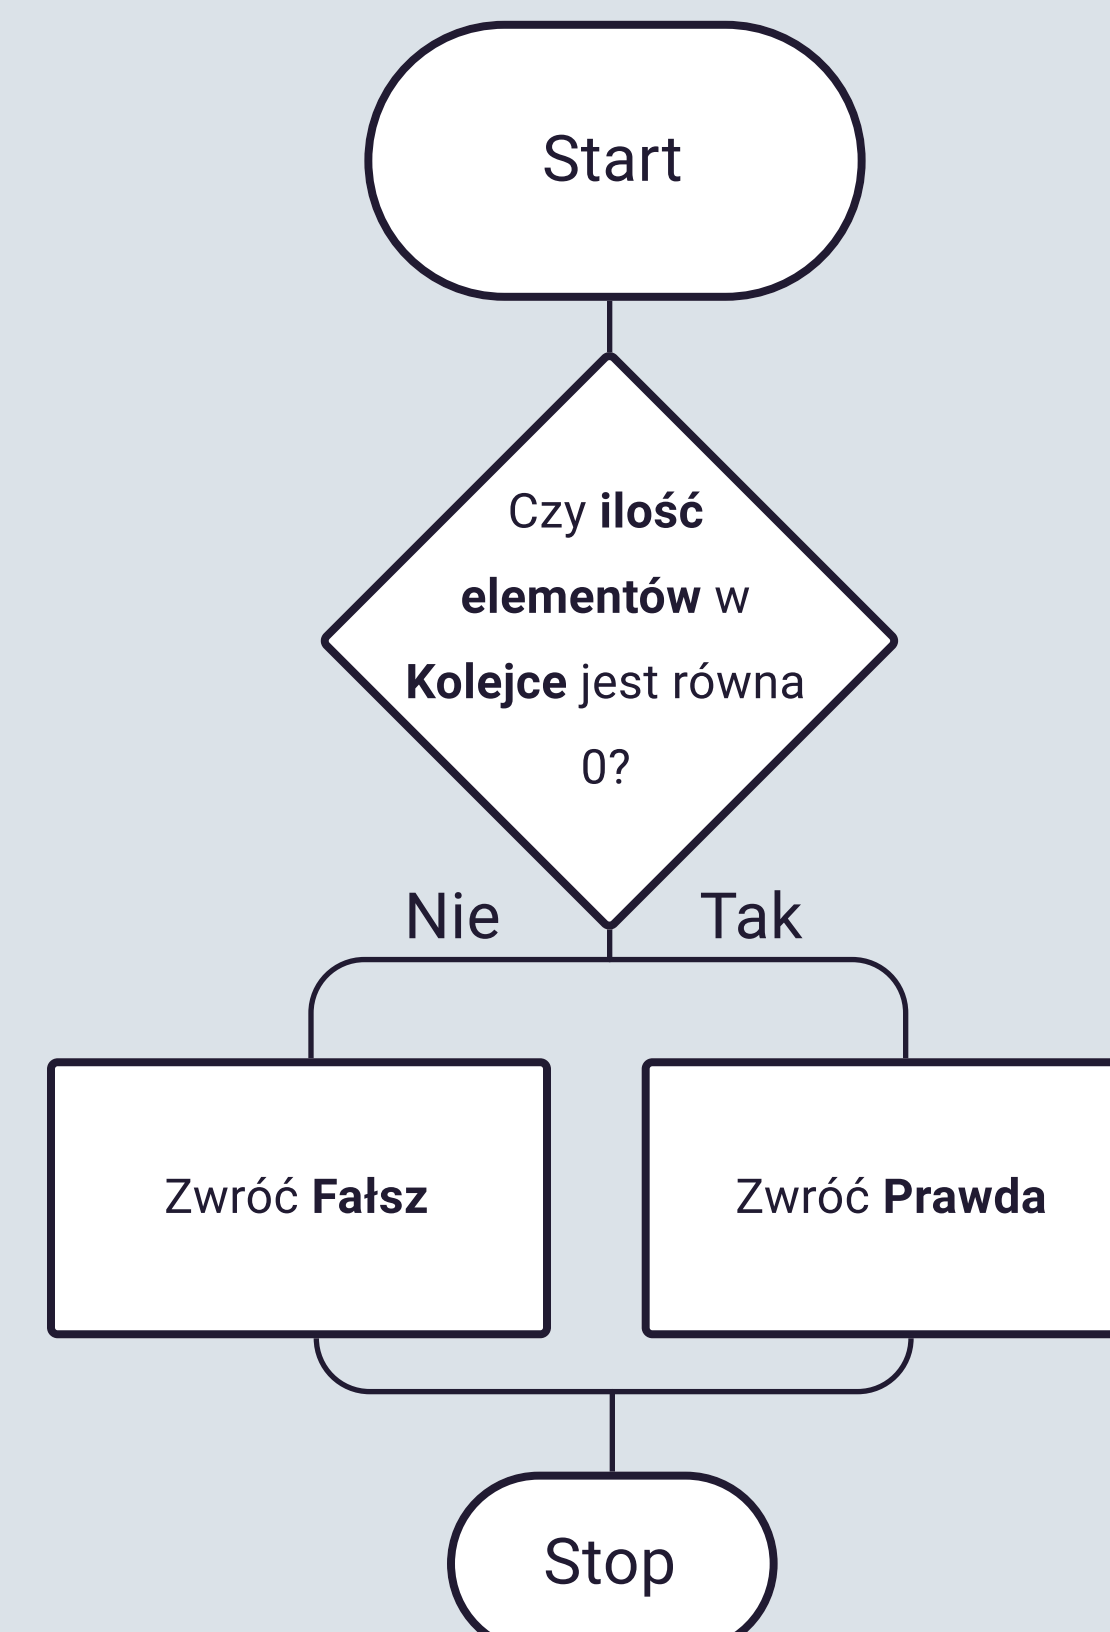 Start
Czy ilość
elementów w
Kolejce jest równa
0?
Nie
Tak
Zwróć Fałsz
Zwróć Prawda
Stop